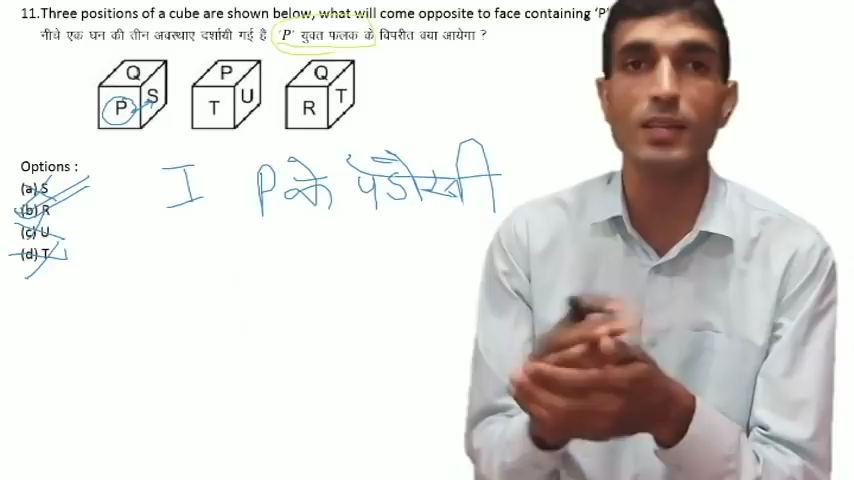 11.Three positions of a cube are shown below, what will come opposite to face containing ‘P’
नीचे एक घन की तीन अवस्थाए दर्शायी गई हैं 'P' युक्त फलक के विपरीत क्या आयेगा ?
Q P Q
P S T U R T
Options :
(a) S
(b) R
(c) U
(d) T
I P के पडोसी